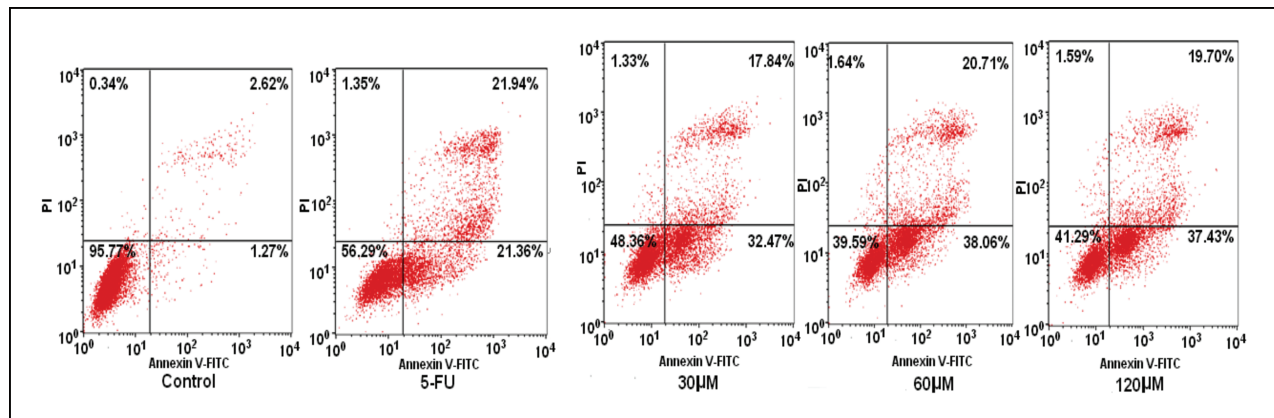 10⁴
0.34% 2.62%
10³
PI
10²
95.77% 1.27%
10¹
10⁰
10⁰ 10¹ 10² 10³ 10⁴
Annexin V-FITC
Control
10⁴
1.35% 21.94%
10³
PI
10²
56.29% 21.36%
10¹
10⁰
10⁰ 10¹ 10² 10³ 10⁴
Annexin V-FITC
5-FU
10⁴
1.33% 17.84%
10³
PI
10²
48.36% 32.47%
10¹
10⁰
10⁰ 10¹ 10² 10³ 10⁴
Annexin V-FITC
30µM
10⁴
1.64% 20.71%
10³
PI
10²
39.59% 38.06%
10¹
10⁰
10⁰ 10¹ 10² 10³ 10⁴
Annexin V-FITC
60µM
10⁴
1.59% 19.70%
10³
PI
10²
41.29% 37.43%
10¹
10⁰
10⁰ 10¹ 10² 10³ 10⁴
Annexin V-FITC
120µM